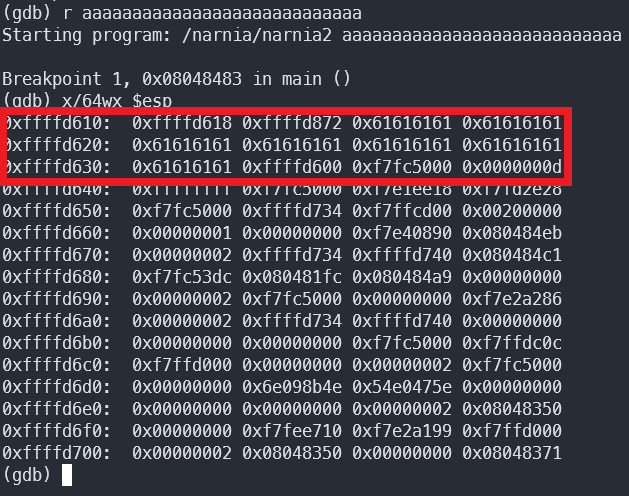 (gdb) r aaaaaaaaaaaaaaaaaaaaaaaaaaaa
Starting program: /narnia/narnia2 aaaaaaaaaaaaaaaaaaaaaaaaaaaa
Breakpoint 1, 0x08048483 in main ()
(gdb) x/64wx $esp
0xffffd610: 0xffffd618 0xffffd872 0x61616161 0x61616161
0xffffd620: 0x61616161 0x61616161 0x61616161 0x61616161
0xffffd630: 0x61616161 0xffffd600 0xf7fc5000 0x0000000d
0xffffd640: 0xffffffff 0xf7fc5000 0xf7e1ee18 0xf7fd2e28
0xffffd650: 0xf7fc5000 0xffffd734 0xf7ffcd00 0x00200000
0xffffd660: 0x00000001 0x00000000 0xf7e40890 0x080484eb
0xffffd670: 0x00000002 0xffffd734 0xffffd740 0x080484c1
0xffffd680: 0xf7fc53dc 0x080481fc 0x080484a9 0x00000000
0xffffd690: 0x00000002 0xf7fc5000 0x00000000 0xf7e2a286
0xffffd6a0: 0x00000002 0xffffd734 0xffffd740 0x00000000
0xffffd6b0: 0x00000000 0x00000000 0xf7fc5000 0xf7ffdc0c
0xffffd6c0: 0xf7ffd000 0x00000000 0x00000002 0xf7fc5000
0xffffd6d0: 0x00000000 0x6e098b4e 0x54e0475e 0x00000000
0xffffd6e0: 0x00000000 0x00000000 0x00000002 0x08048350
0xffffd6f0: 0x00000000 0xf7fee710 0xf7e2a199 0xf7ffd000
0xffffd700: 0x00000002 0x08048350 0x00000000 0x08048371
(gdb)